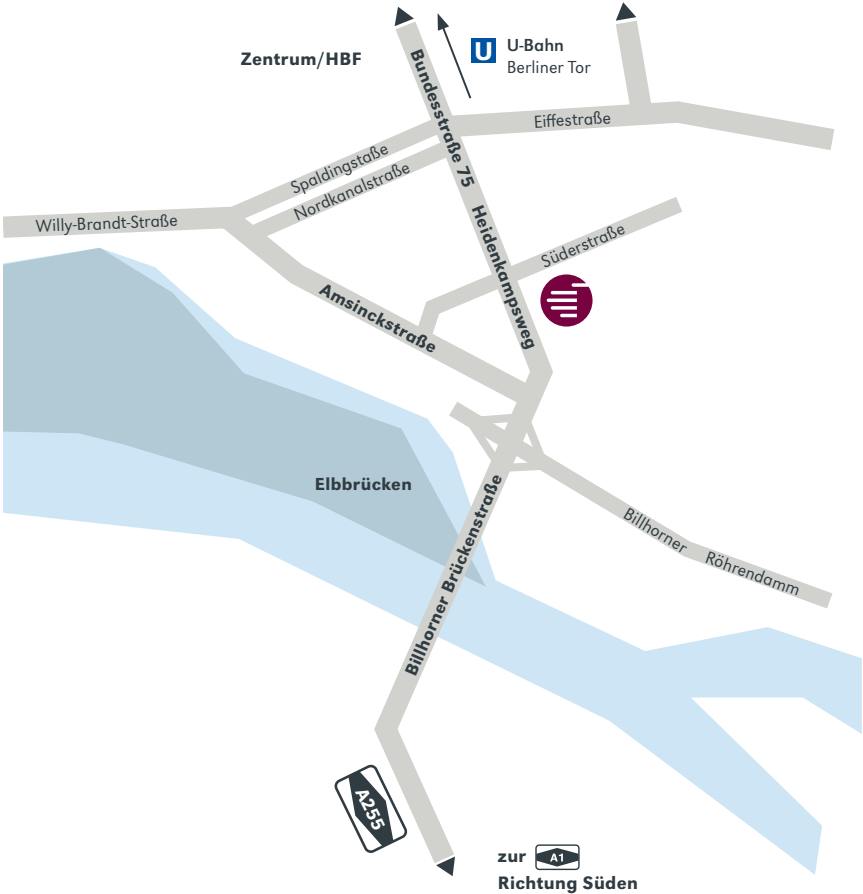 Zentrum/HBF
U
U-Bahn
Berliner Tor
Bundesstraße 75
Eiffestraße
Spaldingstaße
Nordkanalstraße
Willy-Brandt-Straße
Heidenkampsweg
Süderstraße
Amsinckstraße
Elbbrücken
Billhorner Brückenstraße
Billhorner
Röhrendamm
A255
zur A1
Richtung Süden